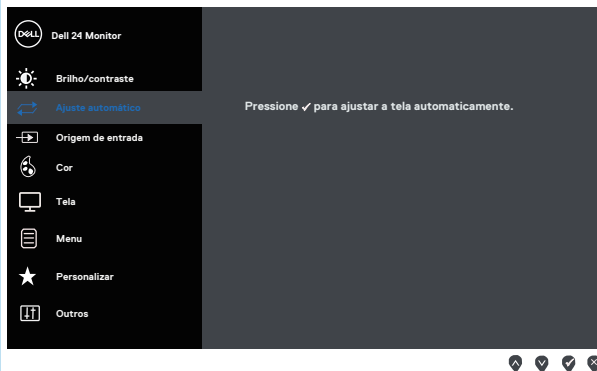 DELL Dell 24 Monitor
Brilho/contraste
Ajuste automático
Pressione ✓ para ajustar a tela automaticamente.
Origem de entrada
Cor
Tela
Menu
Personalizar
Outros